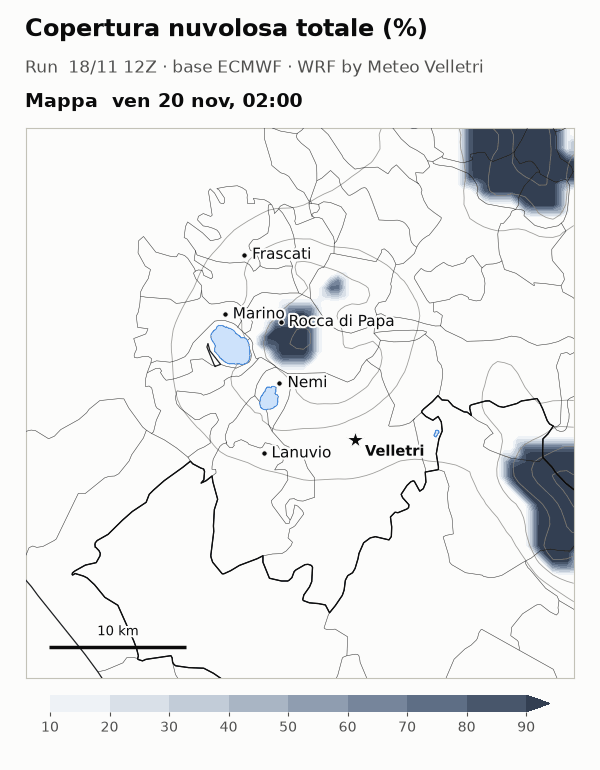 Copertura nuvolosa totale (%)
Run 18/11 12Z · base ECMWF · WRF by Meteo Velletri
Mappa ven 20 nov, 02:00
Frascati
Marino
Rocca di Papa
Nemi
Velletri
Lanuvio
10 km
10 20 30 40 50 60 70 80 90